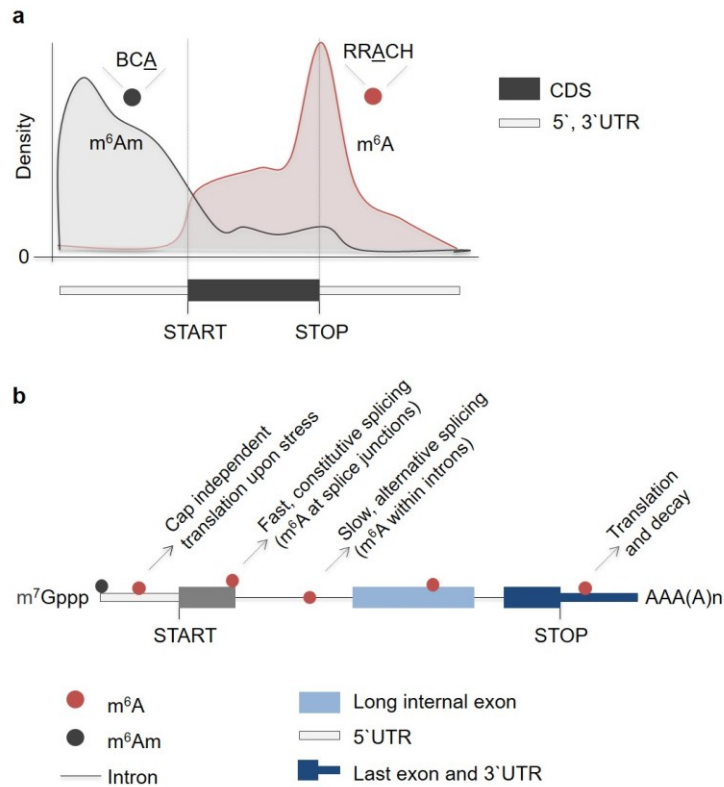 a
BCA
RRACH
m⁶Am
m⁶A
Density
0
CDS
5`, 3`UTR
START
STOP
b
Cap independent
translation upon stress
Fast, constitutive splicing
(m⁶A at splice junctions)
Slow, alternative splicing
(m⁶A within introns)
Translation
and decay
m⁷Gppp
AAA(A)n
START
STOP
m⁶A
m⁶Am
Intron
Long internal exon
5`UTR
Last exon and 3`UTR